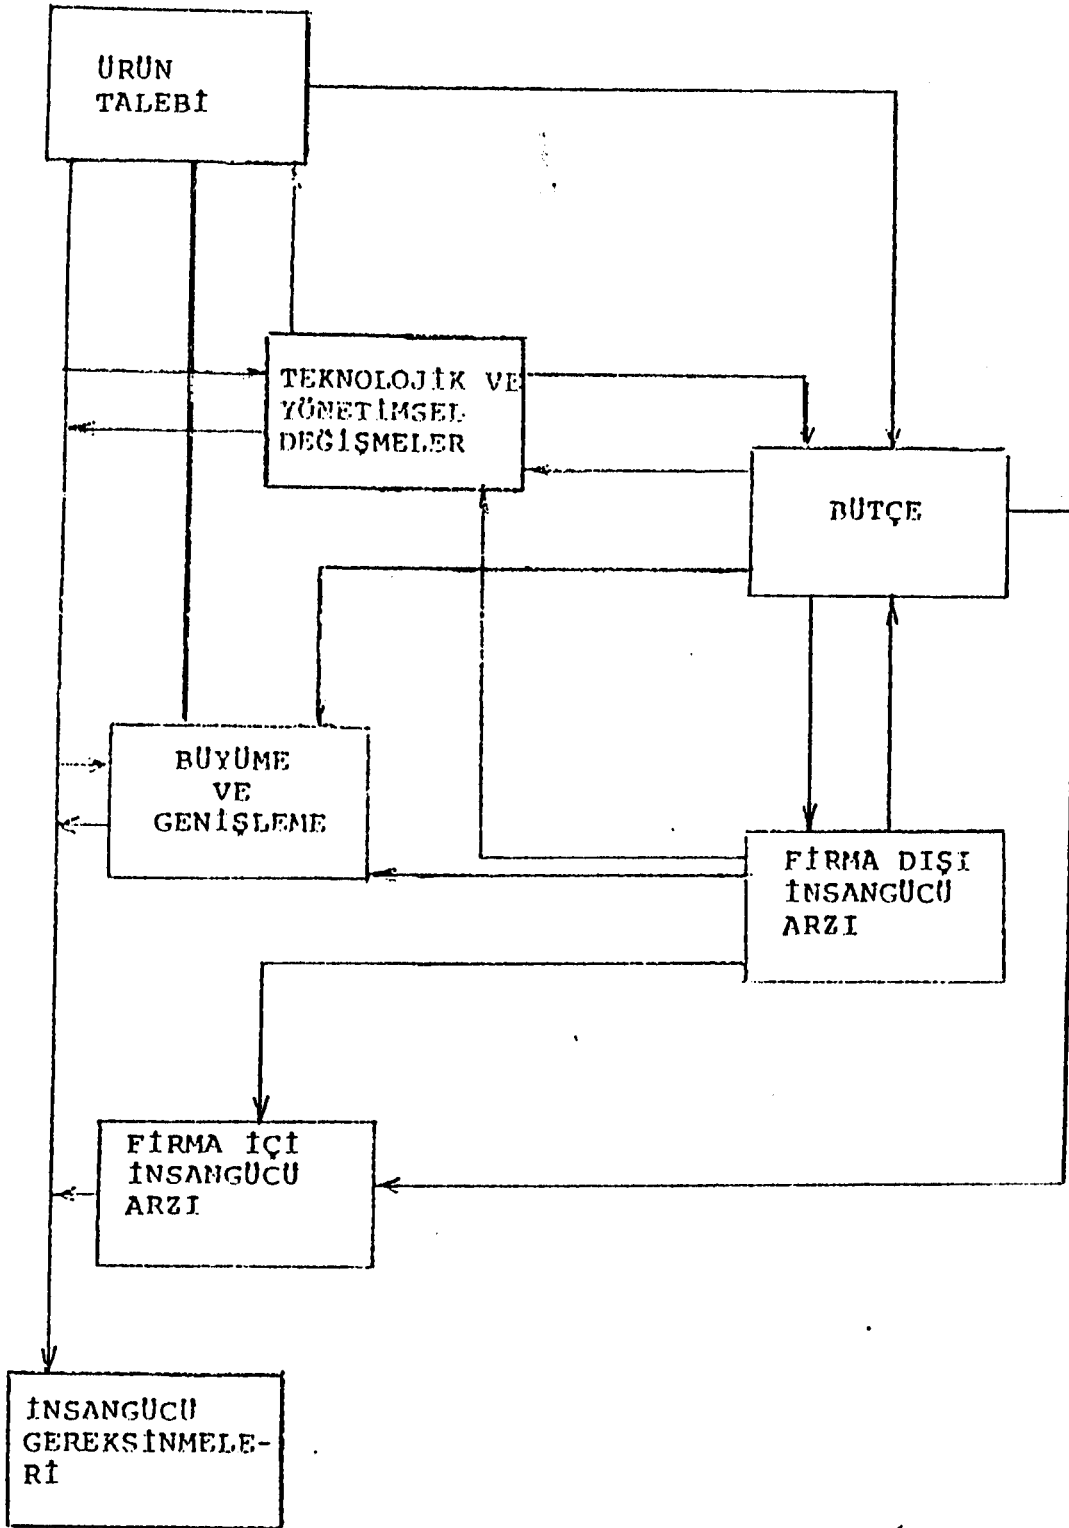 ÜRÜN
TALEBİ
TEKNOLOJİK VE
YÖNETİMSEL
DEĞİŞMELER
BÜTÇE
BÜYÜME
VE
GENİŞLEME
FİRMA DIŞI
İNSANGÜCÜ
ARZI
FİRMA İÇİ
İNSANGÜCÜ
ARZI
İNSANGÜCÜ
GEREKSİNMELE-
Rİ